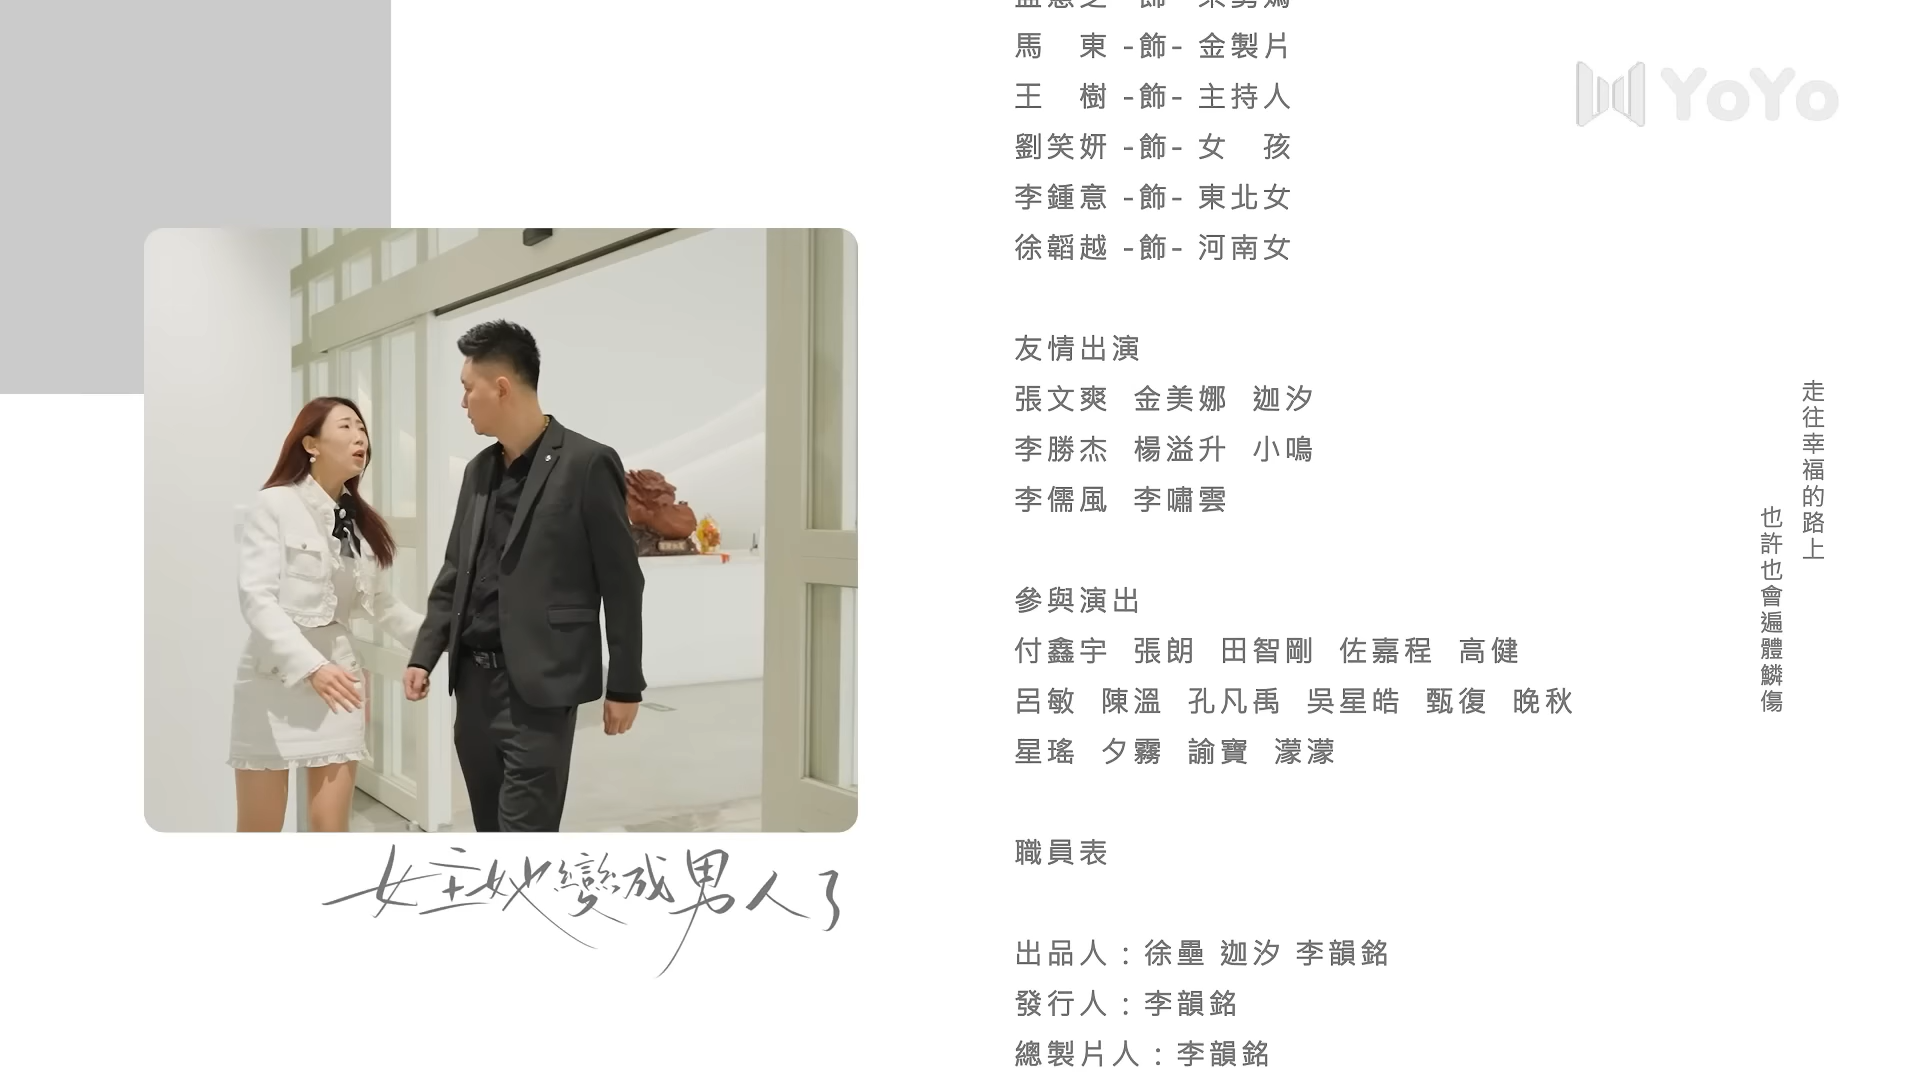 馬　東 -飾- 金製片
王　樹 -飾- 主持人
劉笑妍 -飾- 女　孩
李鍾意 -飾- 東北女
徐韜越 -飾- 河南女
友情出演
張文爽 金美娜 迦汐
李勝杰 楊溢升 小鳴
李儒風 李嘯雲
參與演出
付鑫宇 張朗 田智剛 佐嘉程 高健
呂敏 陳溫 孔凡禹 吳星皓 甄復 晚秋
星瑤 夕霧 諭寶 濛濛
職員表
出品人：徐壘 迦汐 李韻銘
發行人：李韻銘
總製片人：李韻銘
YoYo
走往幸福的路上
也許也會遍體鱗傷
女主她變成男人了